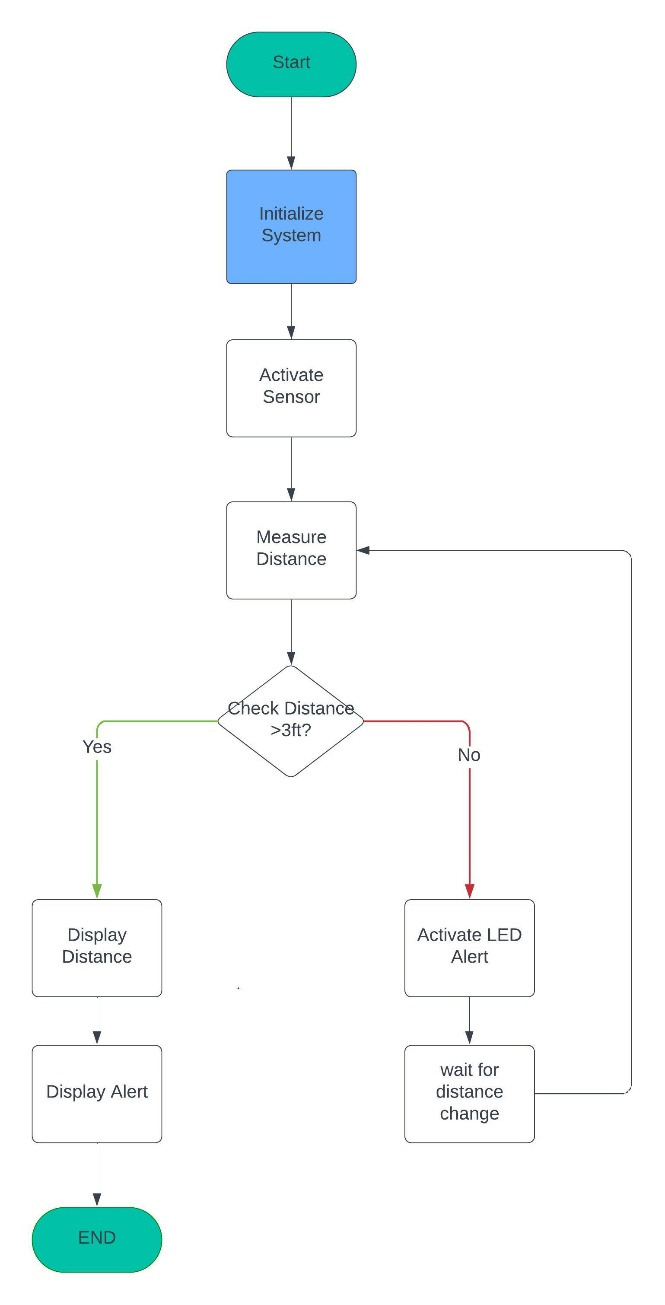 Start
Initialize
System
Activate
Sensor
Measure
Distance
Check Distance
>3ft?
Yes
No
Display
Distance
Activate LED
Alert
Display Alert
wait for
distance
change
END